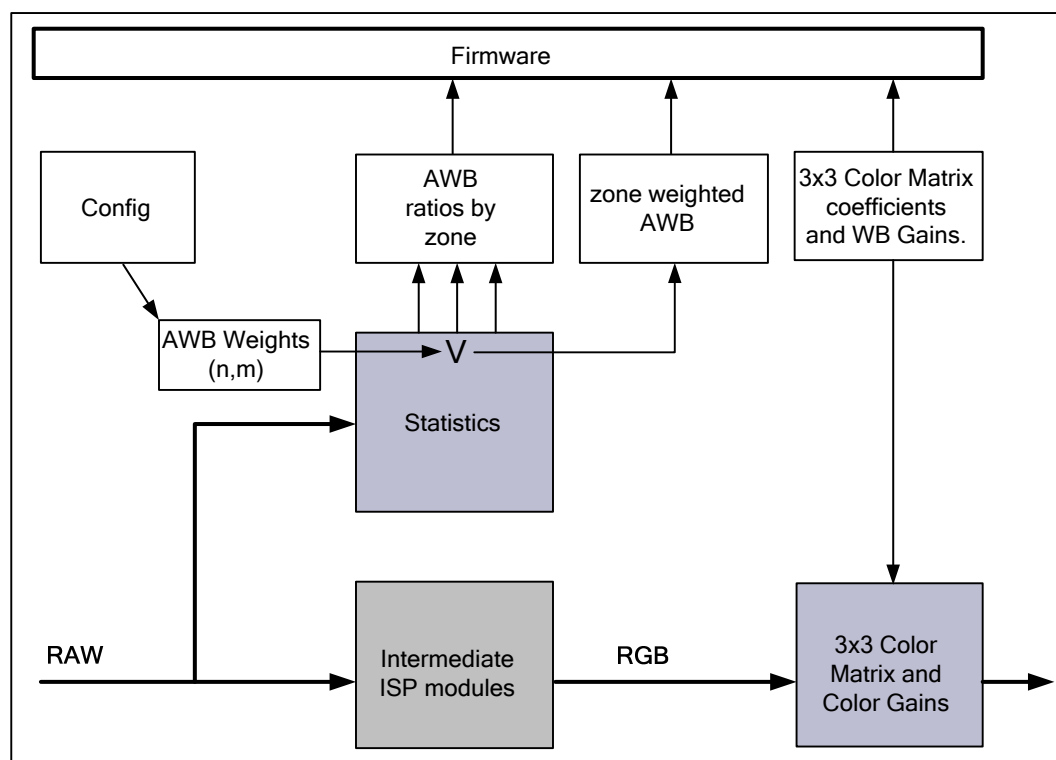 Firmware
Config
AWB
ratios by
zone
zone weighted
AWB
3x3 Color Matrix
coefficients
and WB Gains.
AWB Weights
(n,m)
V
Statistics
RAW
Intermediate
ISP modules
RGB
3x3 Color
Matrix and
Color Gains